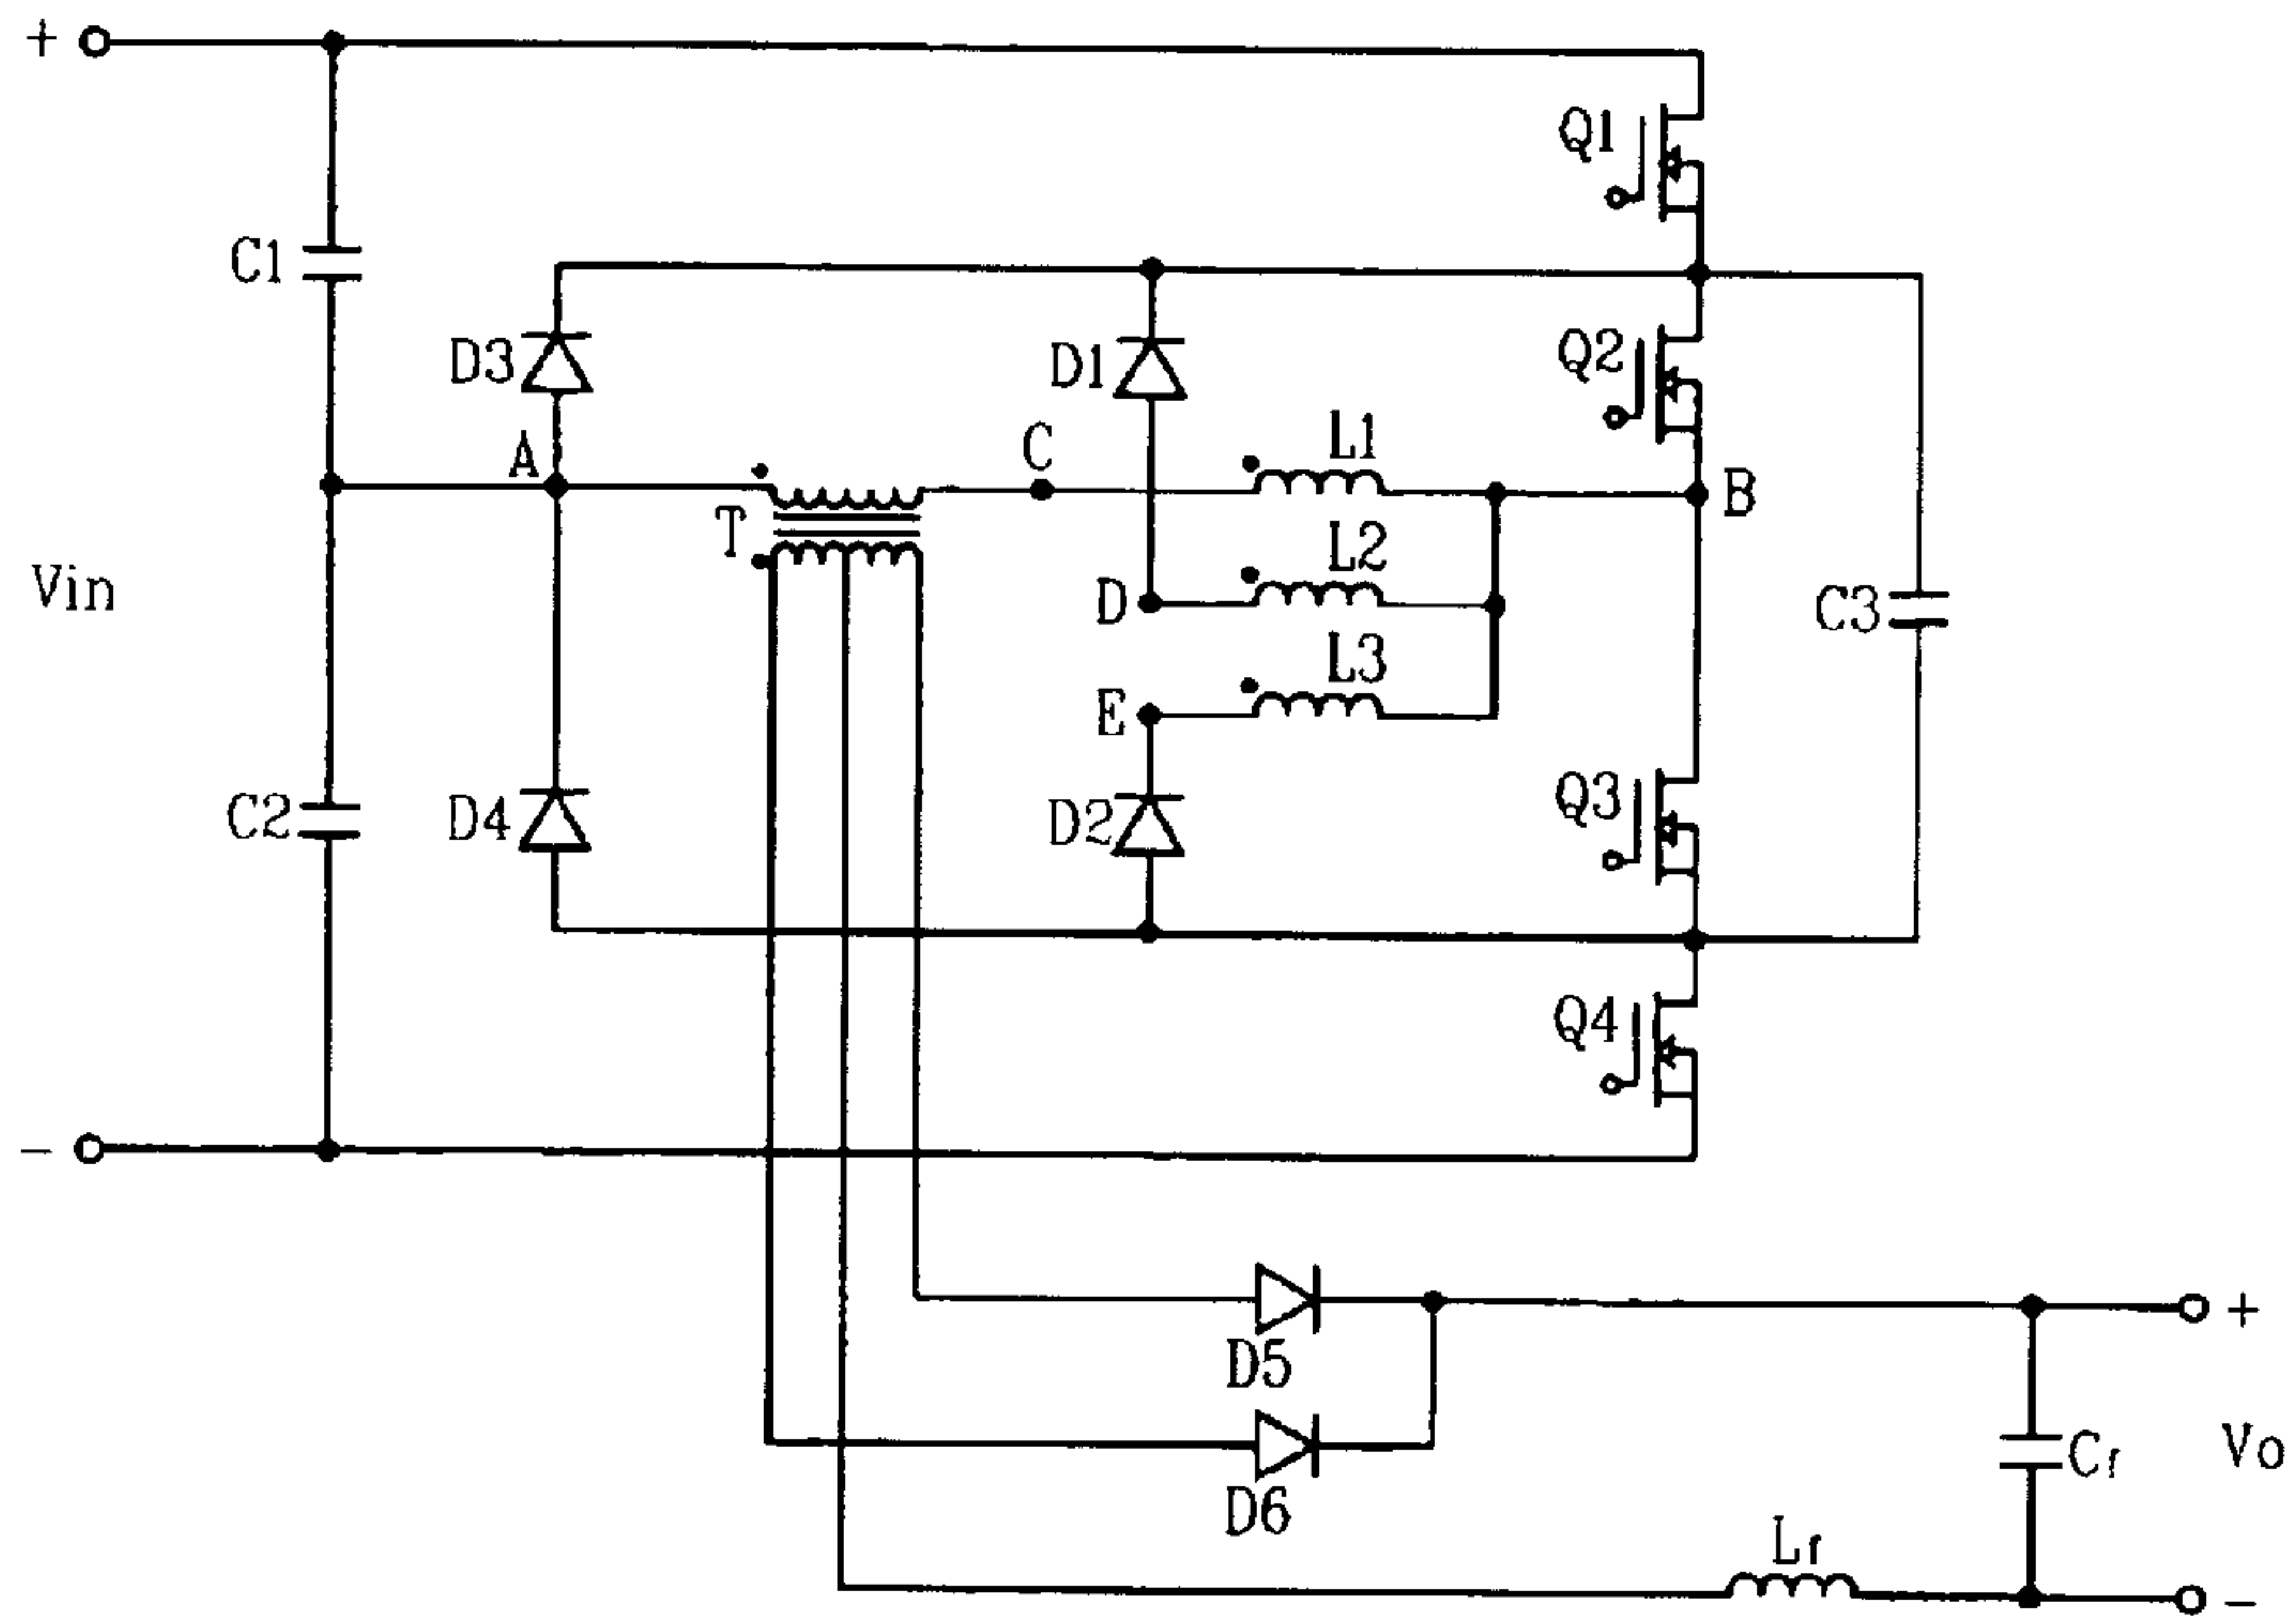 +
Q1
C1
D3
D1
Q2
A
C
L1
B
T
L2
Vin
D
C3
L3
E
Q3
C2
D4
D2
Q4
-
+
D5
Vo
Cf
D6
Lf
-